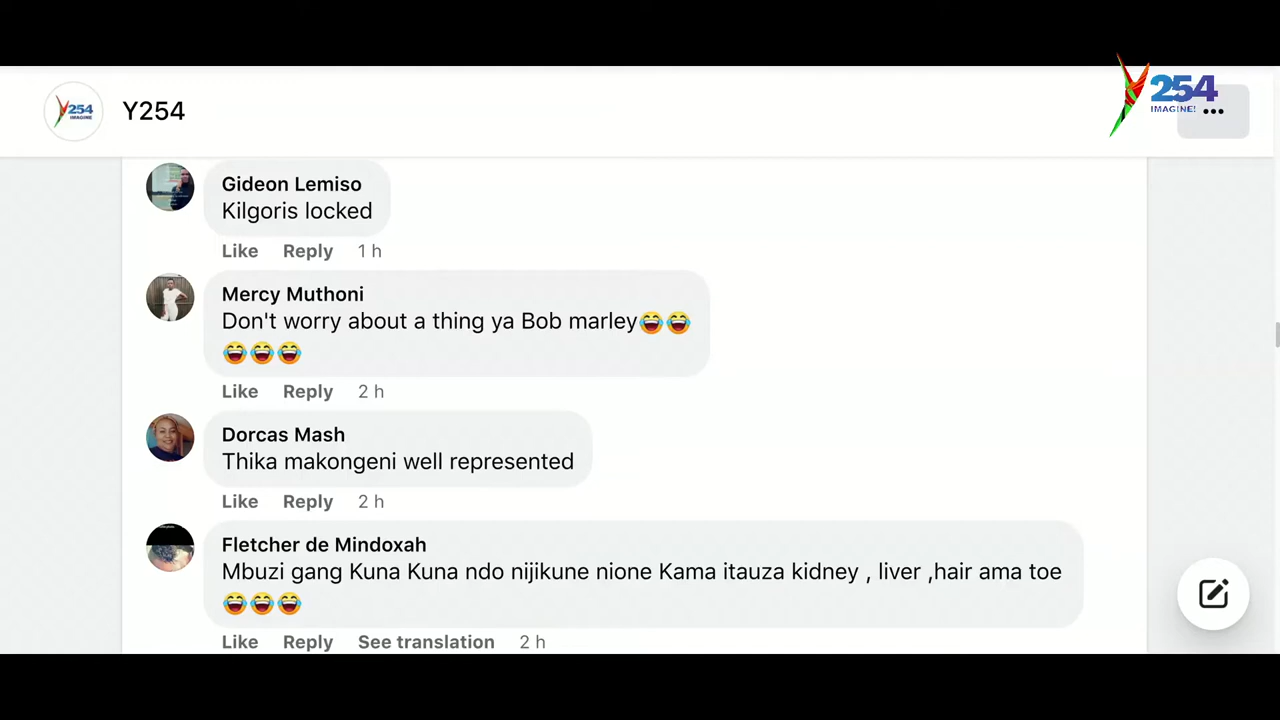 254
IMAGINE!
Y254
254
IMAGINE
...
Gideon Lemiso
Kilgoris locked
Like Reply 1 h
Mercy Muthoni
Don't worry about a thing ya Bob marley😂😂
😂😂😂
Like Reply 2 h
Dorcas Mash
Thika makongeni well represented
Like Reply 2 h
Fletcher de Mindoxah
Mbuzi gang Kuna Kuna ndo nijikune nione Kama itauza kidney , liver ,hair ama toe
😂😂😂
Like Reply See translation 2 h